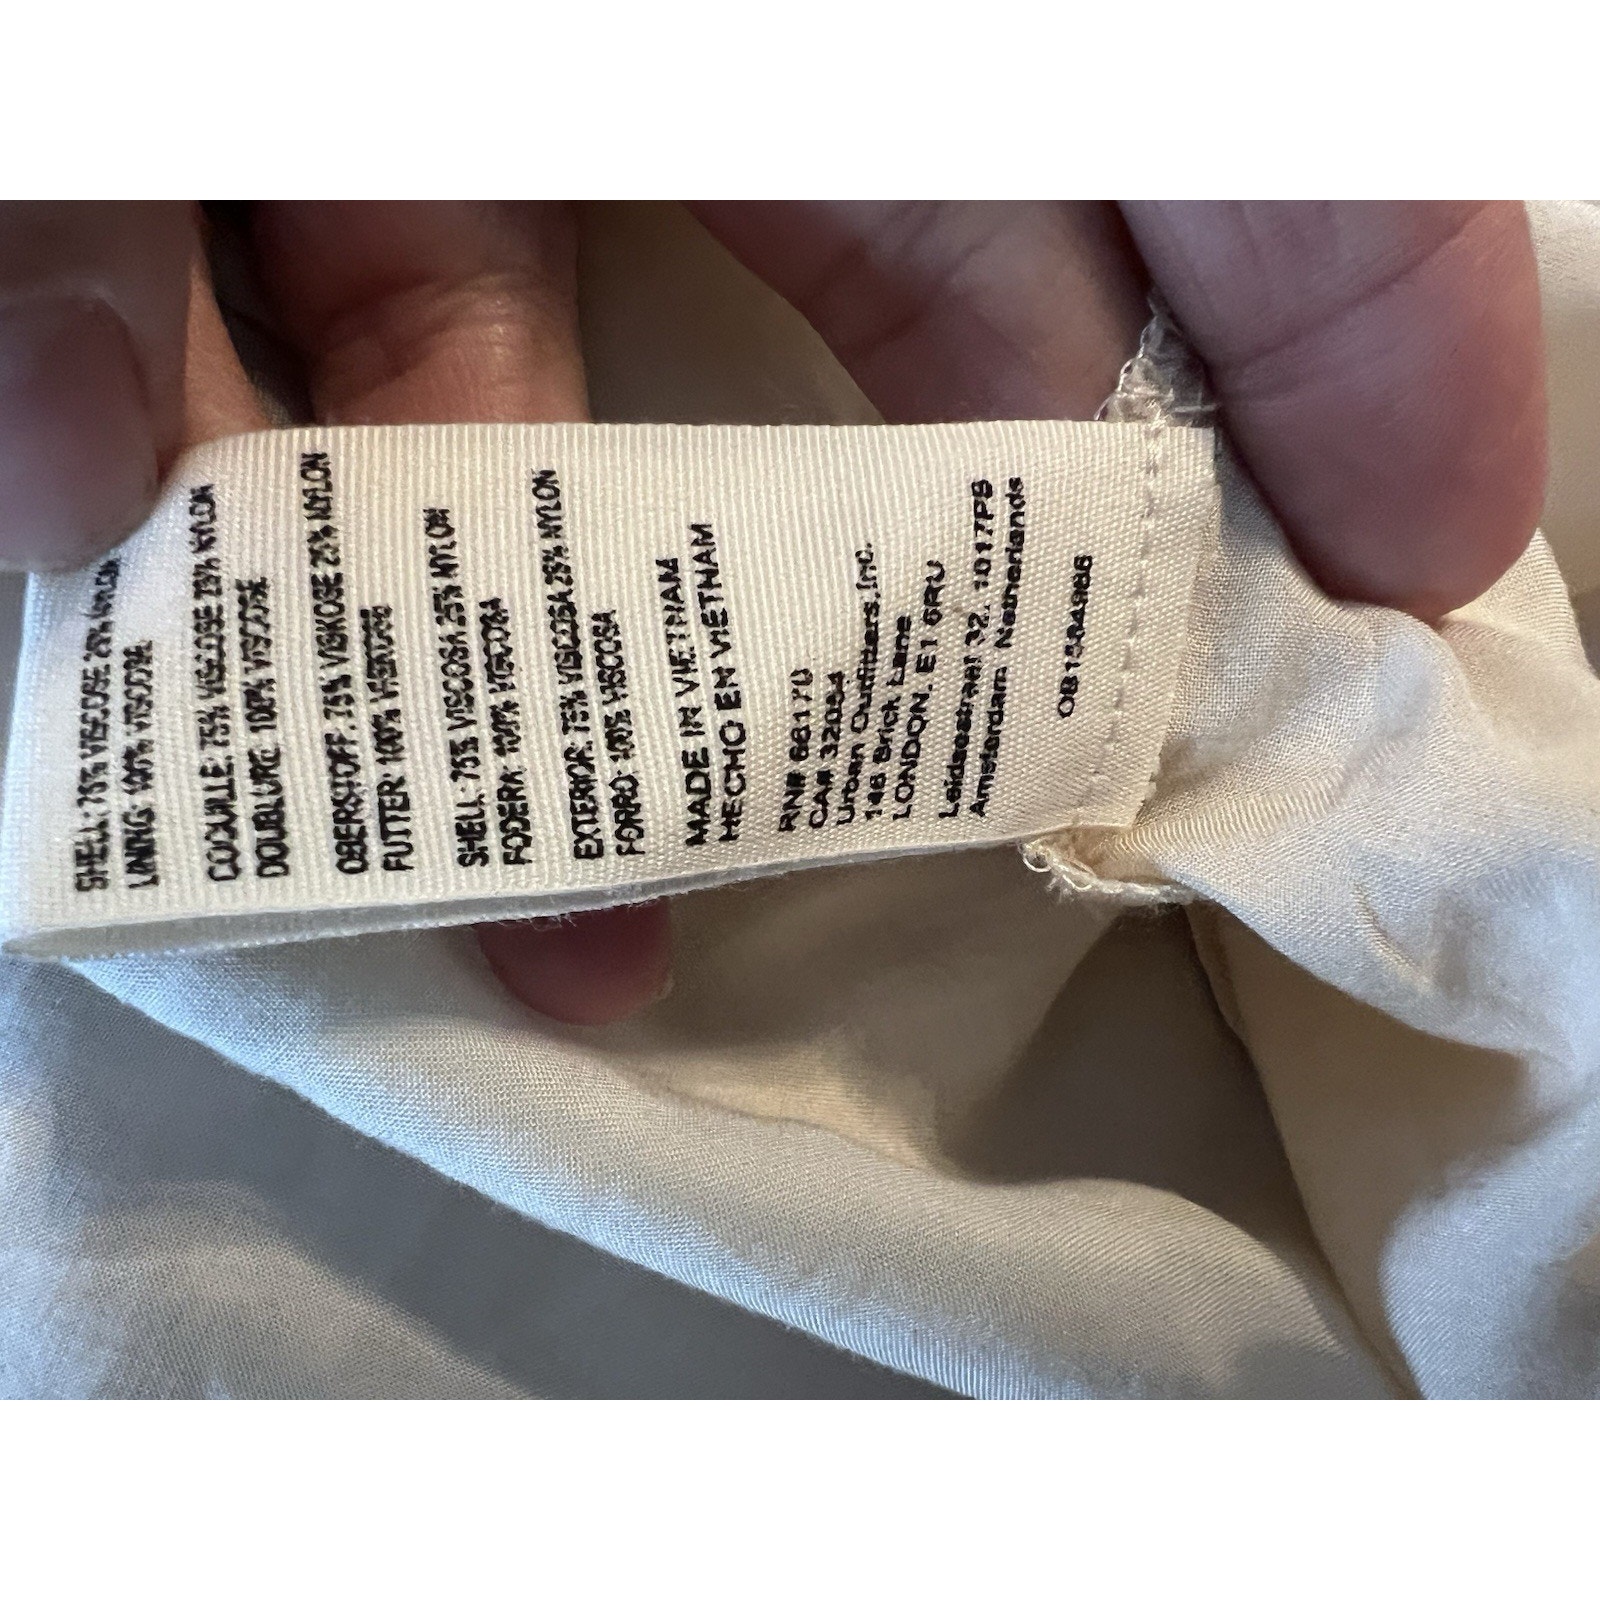 SHELL: 75% VISCOSE 25% NYLON
LINING: 100% VISCOSE
COQUILLE: 75% VISCOSE 25% NYLON
DOUBLURE: 100% VISCOSE
OBERSTOFF: 75% VISKOSE 25% NYLON
FUTTER: 100% VISKOSE
SHELL: 75% VISCOSA 25% NYLON
FODERA: 100% VISCOSA
EXTERIOR: 75% VISCOSA 25% NYLON
FORRO: 100% VISCOSA
MADE IN VIETNAM
HECHO EN VIETNAM
RN# 66170
CA# 32084
Urban Outfitters, Inc.
146 Brick Lane
LONDON, E1 6RU
Leidsestraat 32, 1017PB
Amsterdam Netherlands